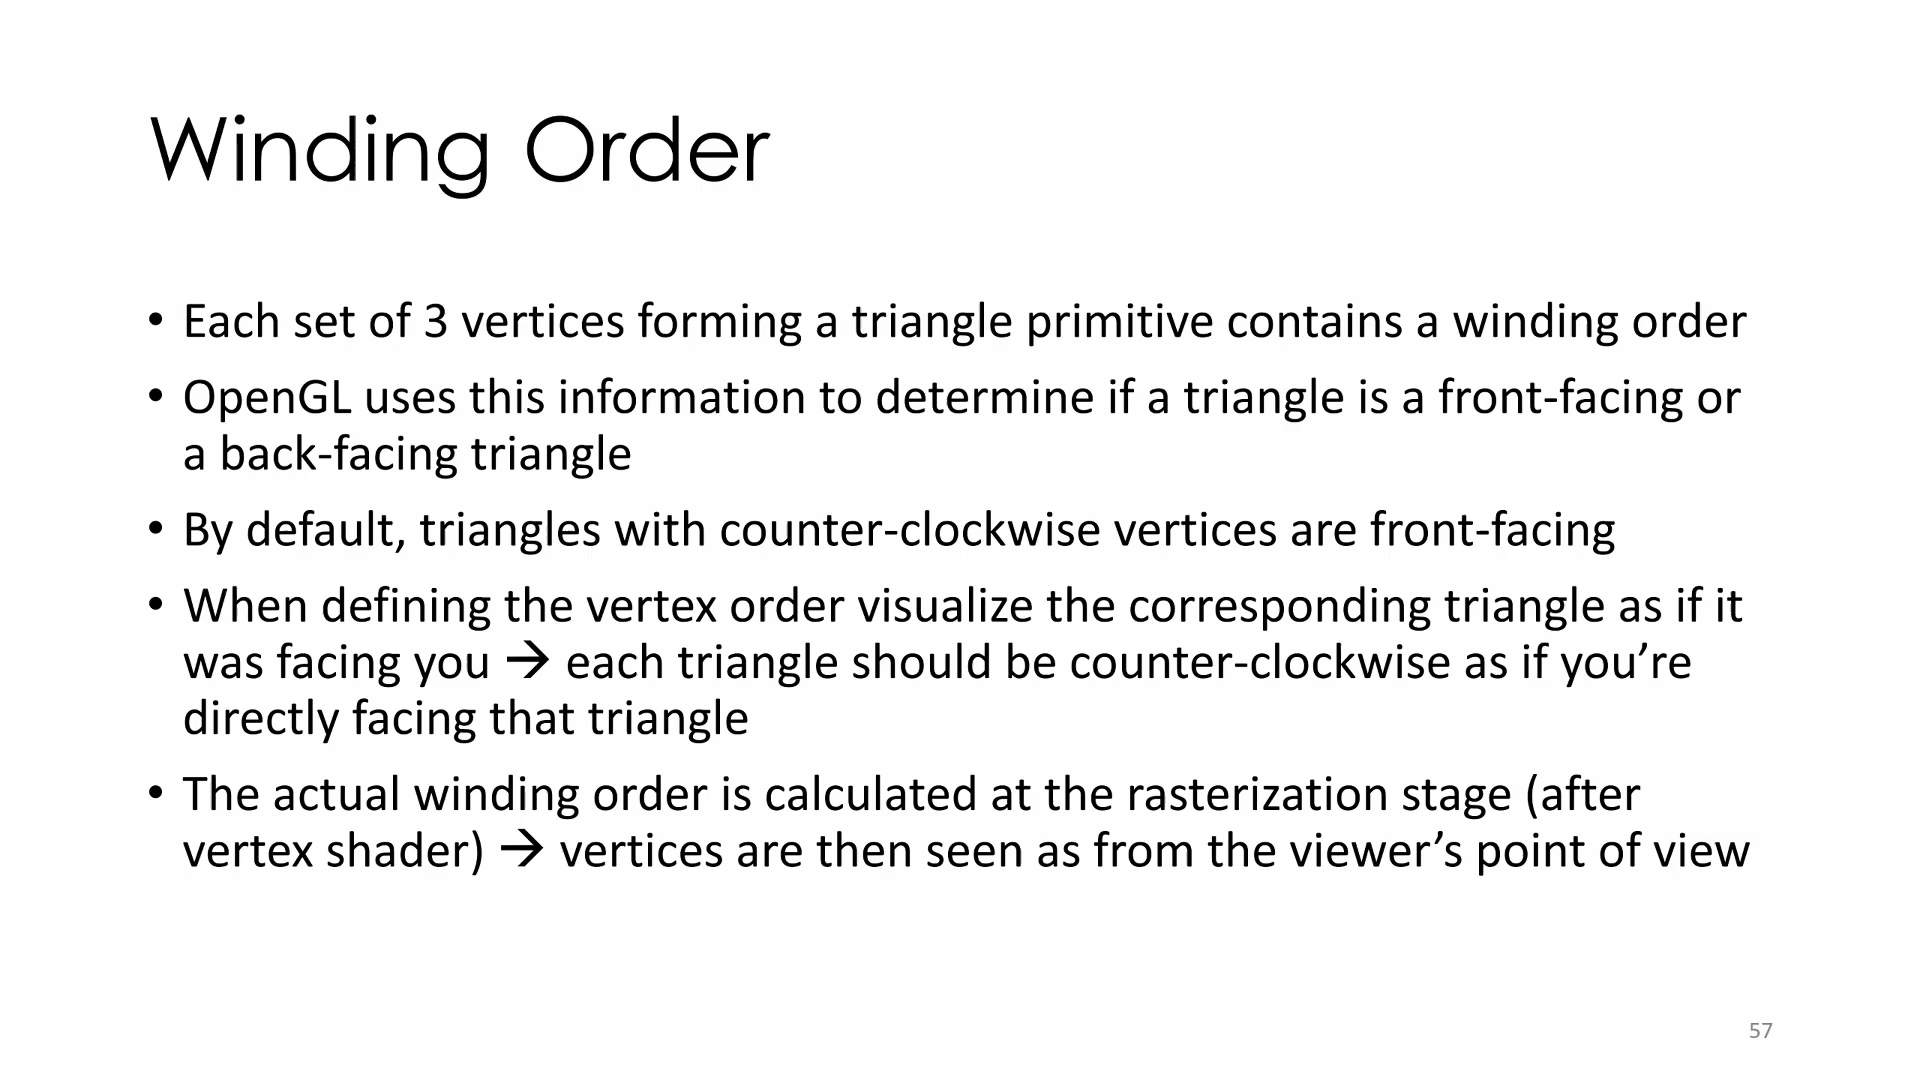 Winding Order
• Each set of 3 vertices forming a triangle primitive contains a winding order
• OpenGL uses this information to determine if a triangle is a front-facing or
a back-facing triangle
• By default, triangles with counter-clockwise vertices are front-facing
• When defining the vertex order visualize the corresponding triangle as if it
was facing you → each triangle should be counter-clockwise as if you’re
directly facing that triangle
• The actual winding order is calculated at the rasterization stage (after
vertex shader) → vertices are then seen as from the viewer’s point of view
57